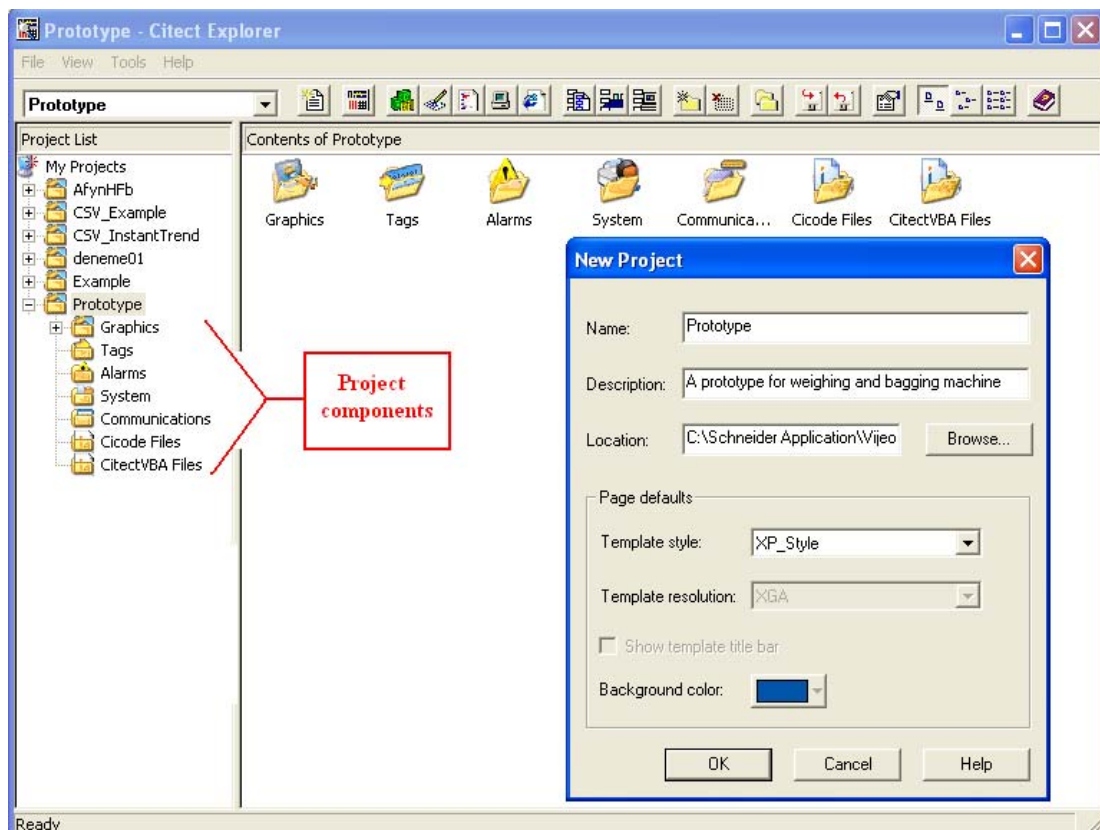 Prototype - Citect Explorer
File View Tools Help
Prototype
Project List
My Projects
AfynHFb
CSV_Example
CSV_InstantTrend
deneme01
Example
Prototype
Graphics
Tags
Alarms
System
Communications
Cicode Files
CitectVBA Files
Project
components
Contents of Prototype
Graphics Tags Alarms System Communica... Cicode Files CitectVBA Files
New Project
Name: Prototype
Description: A prototype for weighing and bagging machine
Location: C:\Schneider Application\Vijeo Browse...
Page defaults
Template style: XP_Style
Template resolution: XGA
Show template title bar
Background color:
OK Cancel Help
Ready